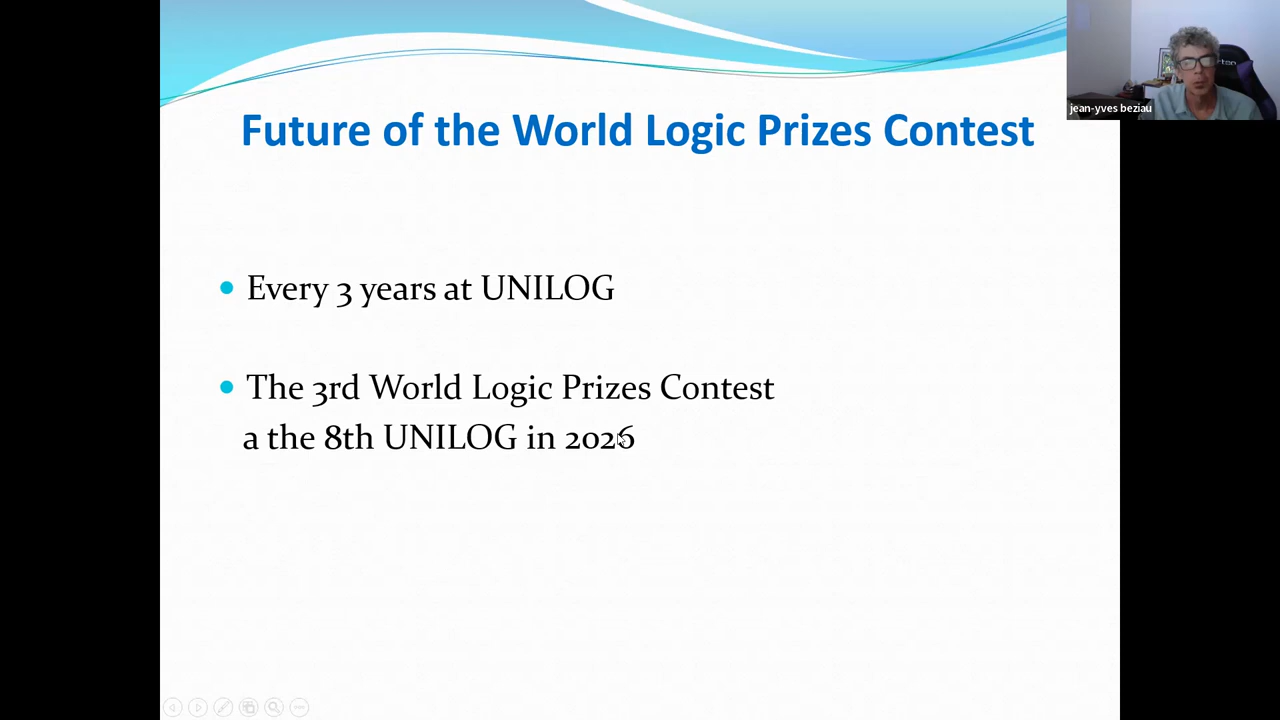 Future of the World Logic Prizes Contest
jean-yves beziau
Every 3 years at UNILOG
The 3rd World Logic Prizes Contest
a the 8th UNILOG in 2026